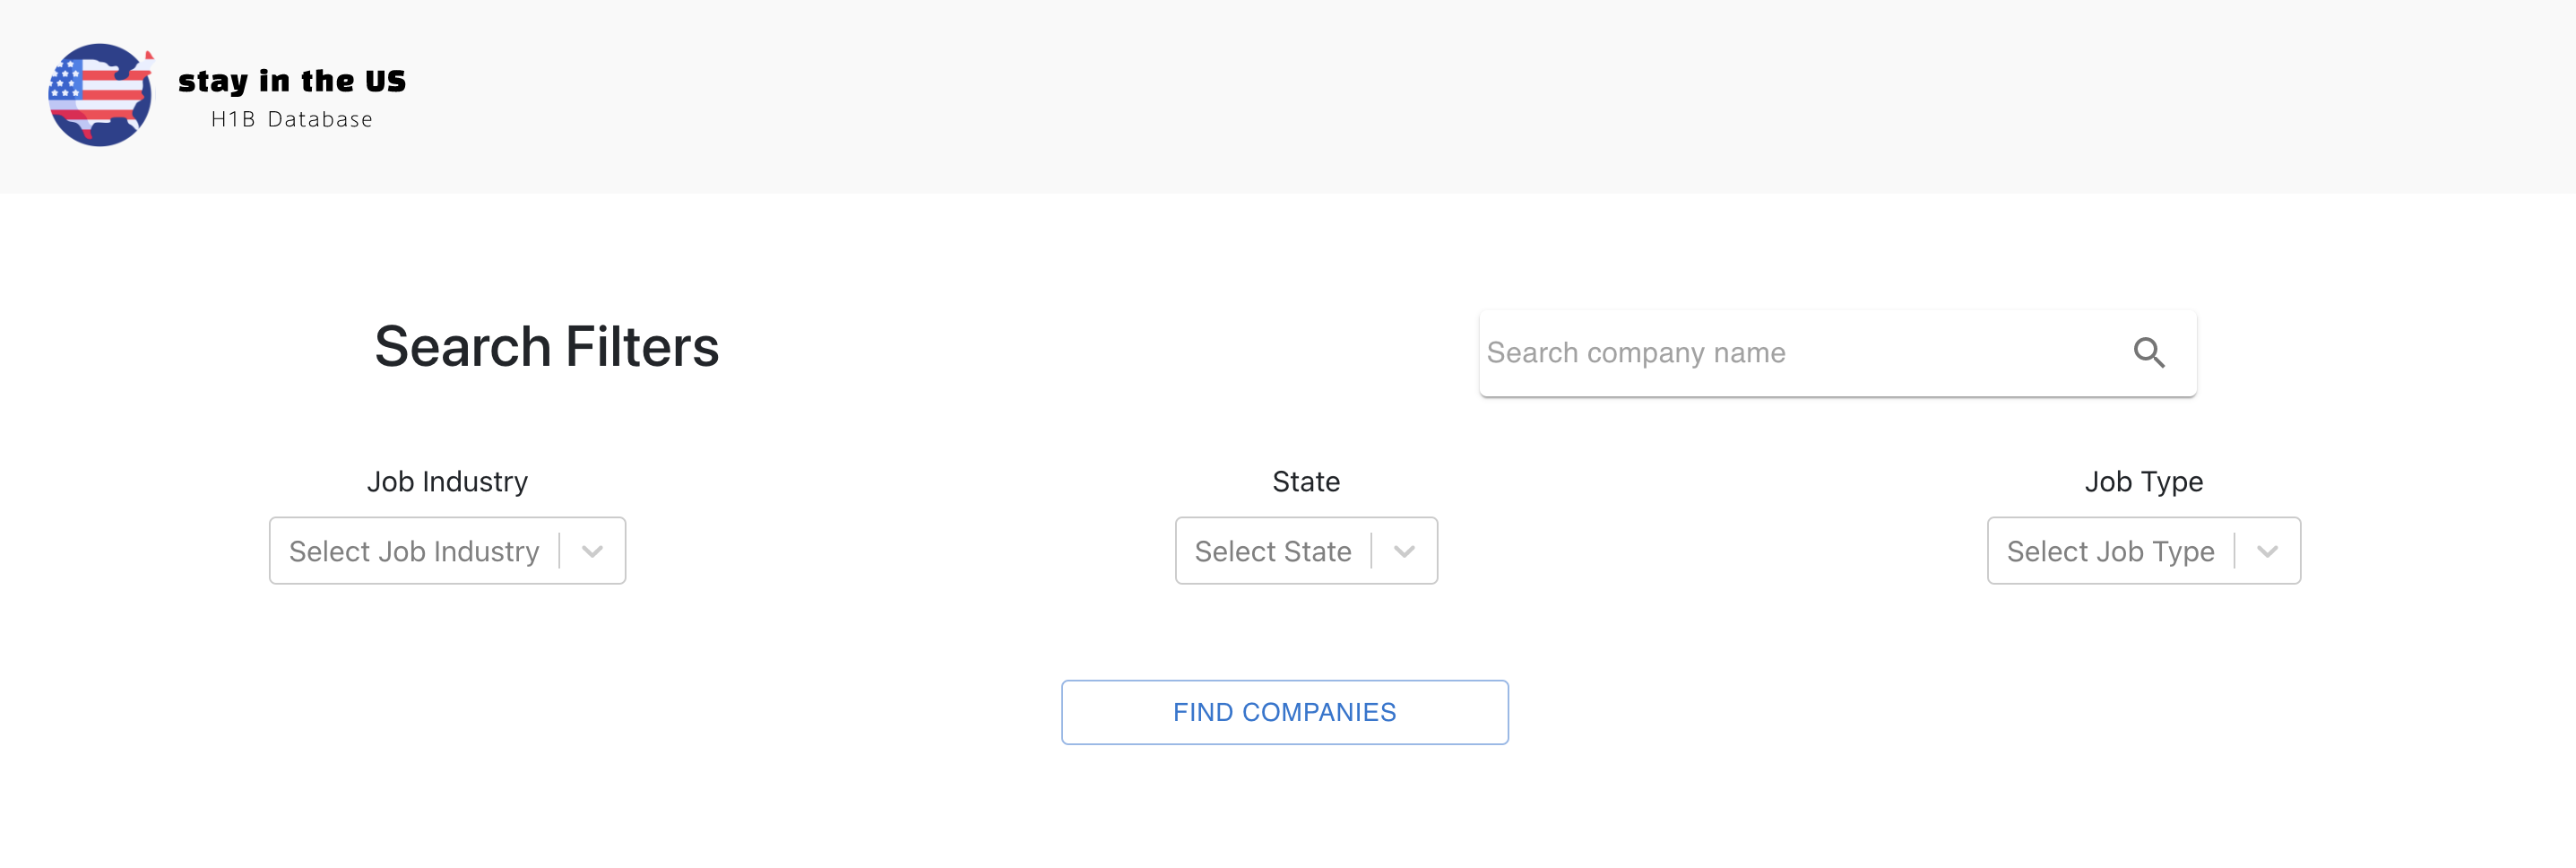 stay in the US
H1B Database
Search Filters
Search company name
Job Industry
State
Job Type
Select Job Industry
Select State
Select Job Type
FIND COMPANIES